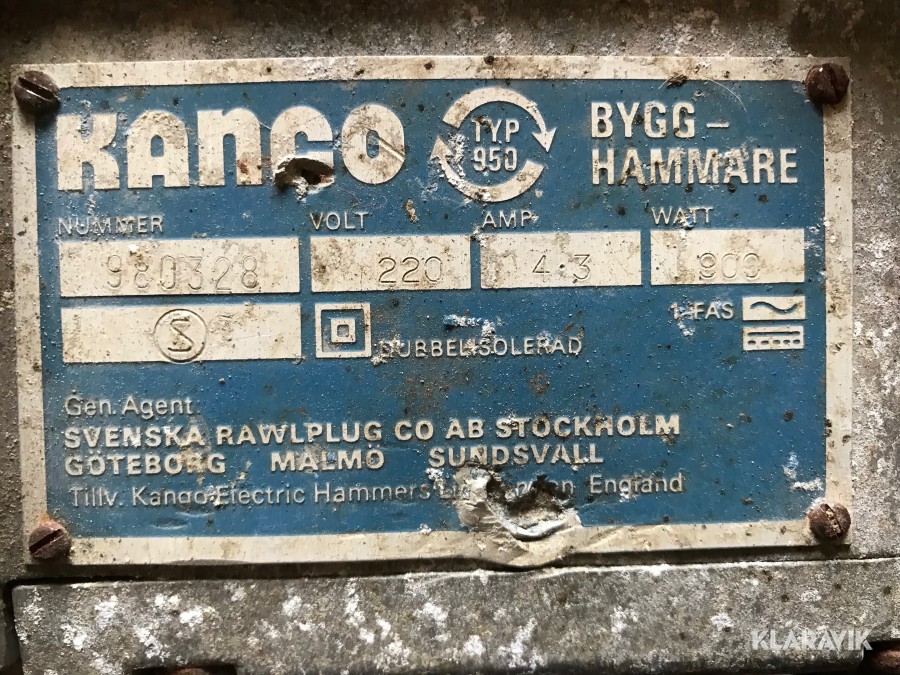 KANGO TYP 950 BYGG-HAMMARE
NUMMER VOLT AMP. WATT
980328 220 4.3 900
S
DUBBELISOLERAD 1-FAS
Gen. Agent
SVENSKA RAWLPLUG CO AB STOCKHOLM
GÖTEBORG MALMÖ SUNDSVALL
Tillv. Kango Electric Hammers England
KLARAVIK